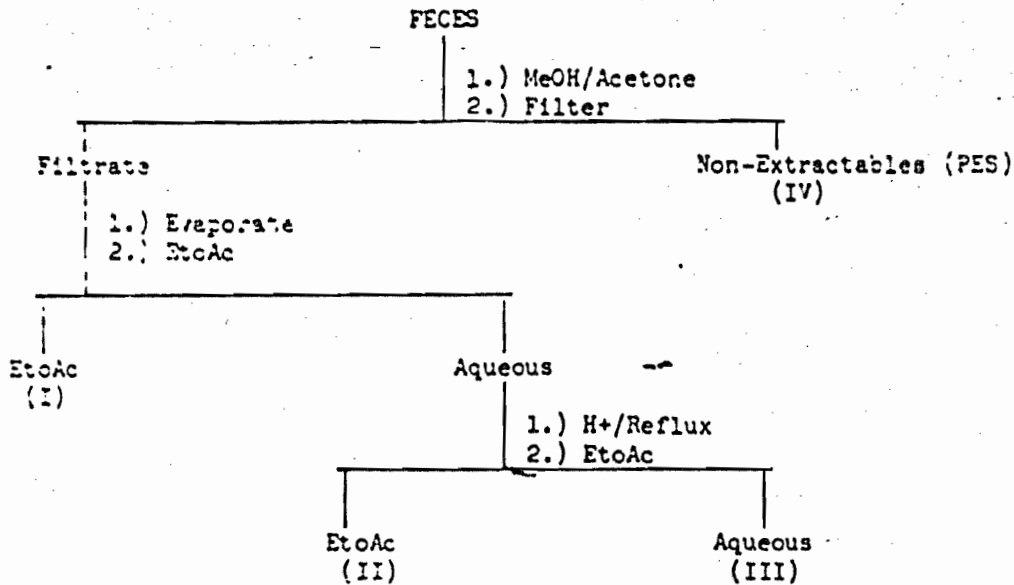 FECES
1.) MeOH/Acetone
2.) Filter
Filtrate
Non-Extractables (PES)
(IV)
1.) Evaporate
2.) EtoAc
EtoAc
(I)
Aqueous
1.) H+/Reflux
2.) EtoAc
EtoAc
(II)
Aqueous
(III)